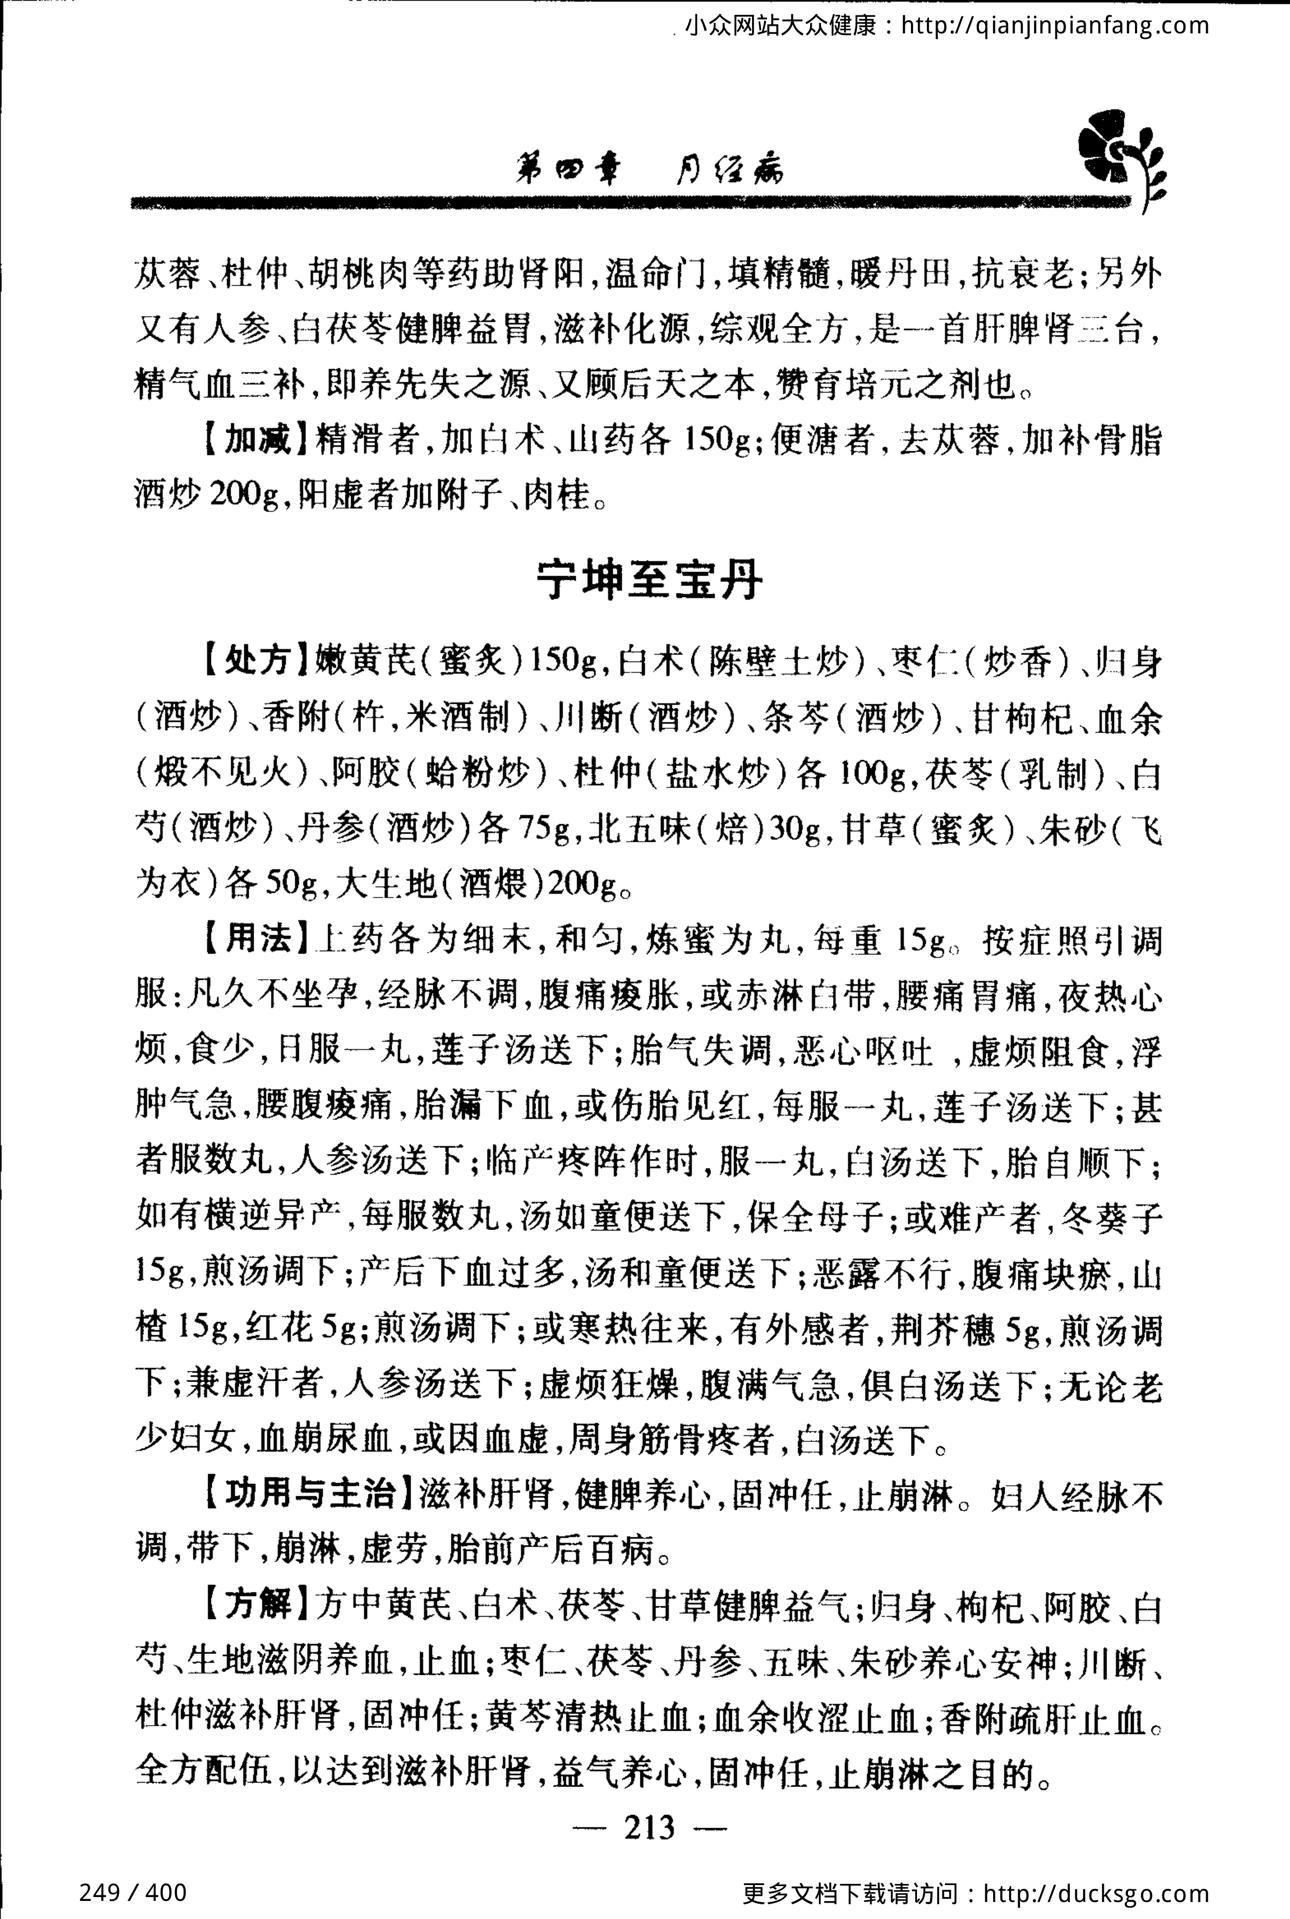 小众网站大众健康：http://qianjinpianfang.com
第四章 月经病
苁蓉、杜仲、胡桃肉等药助肾阳,温命门,填精髓,暖丹田,抗衰老;另外
又有人参、白茯苓健脾益胃,滋补化源,综观全方,是一首肝脾肾三台,
精气血三补,即养先失之源、又顾后天之本,赞育培元之剂也。
【加减】精滑者,加白术、山药各 150g;便溏者,去苁蓉,加补骨脂
酒炒 200g,阳虚者加附子、肉桂。
宁坤至宝丹
【处方】嫩黄芪(蜜炙)150g,白术(陈壁土炒)、枣仁(炒香)、归身
(酒炒)、香附(杵,米酒制)、川断(酒炒)、条芩(酒炒)、甘枸杞、血余
(煅不见火)、阿胶(蛤粉炒)、杜仲(盐水炒)各 100g,茯苓(乳制)、白
芍(酒炒)、丹参(酒炒)各 75g,北五味(焙)30g,甘草(蜜炙)、朱砂(飞
为衣)各 50g,大生地(酒煨)200g。
【用法】上药各为细末,和匀,炼蜜为丸,每重 15g。按症照引调
服:凡久不坐孕,经脉不调,腹痛痠胀,或赤淋白带,腰痛胃痛,夜热心
烦,食少,日服一丸,莲子汤送下;胎气失调,恶心呕吐 ,虚烦阻食,浮
肿气急,腰腹痠痛,胎漏下血,或伤胎见红,每服一丸,莲子汤送下;甚
者服数丸,人参汤送下;临产疼阵作时,服一丸,白汤送下,胎自顺下;
如有横逆异产,每服数丸,汤如童便送下,保全母子;或难产者,冬葵子
15g,煎汤调下;产后下血过多,汤和童便送下;恶露不行,腹痛块瘀,山
楂 15g,红花 5g;煎汤调下;或寒热往来,有外感者,荆芥穗 5g,煎汤调
下;兼虚汗者,人参汤送下;虚烦狂燥,腹满气急,俱白汤送下;无论老
少妇女,血崩尿血,或因血虚,周身筋骨疼者,白汤送下。
【功用与主治】滋补肝肾,健脾养心,固冲任,止崩淋。妇人经脉不
调,带下,崩淋,虚劳,胎前产后百病。
【方解】方中黄芪、白术、茯苓、甘草健脾益气;归身、枸杞、阿胶、白
芍、生地滋阴养血,止血;枣仁、茯苓、丹参、五味、朱砂养心安神;川断、
杜仲滋补肝肾,固冲任;黄芩清热止血;血余收涩止血;香附疏肝止血。
全方配伍,以达到滋补肝肾,益气养心,固冲任,止崩淋之目的。
— 213 —
249 / 400
更多文档下载请访问：http://ducksgo.com